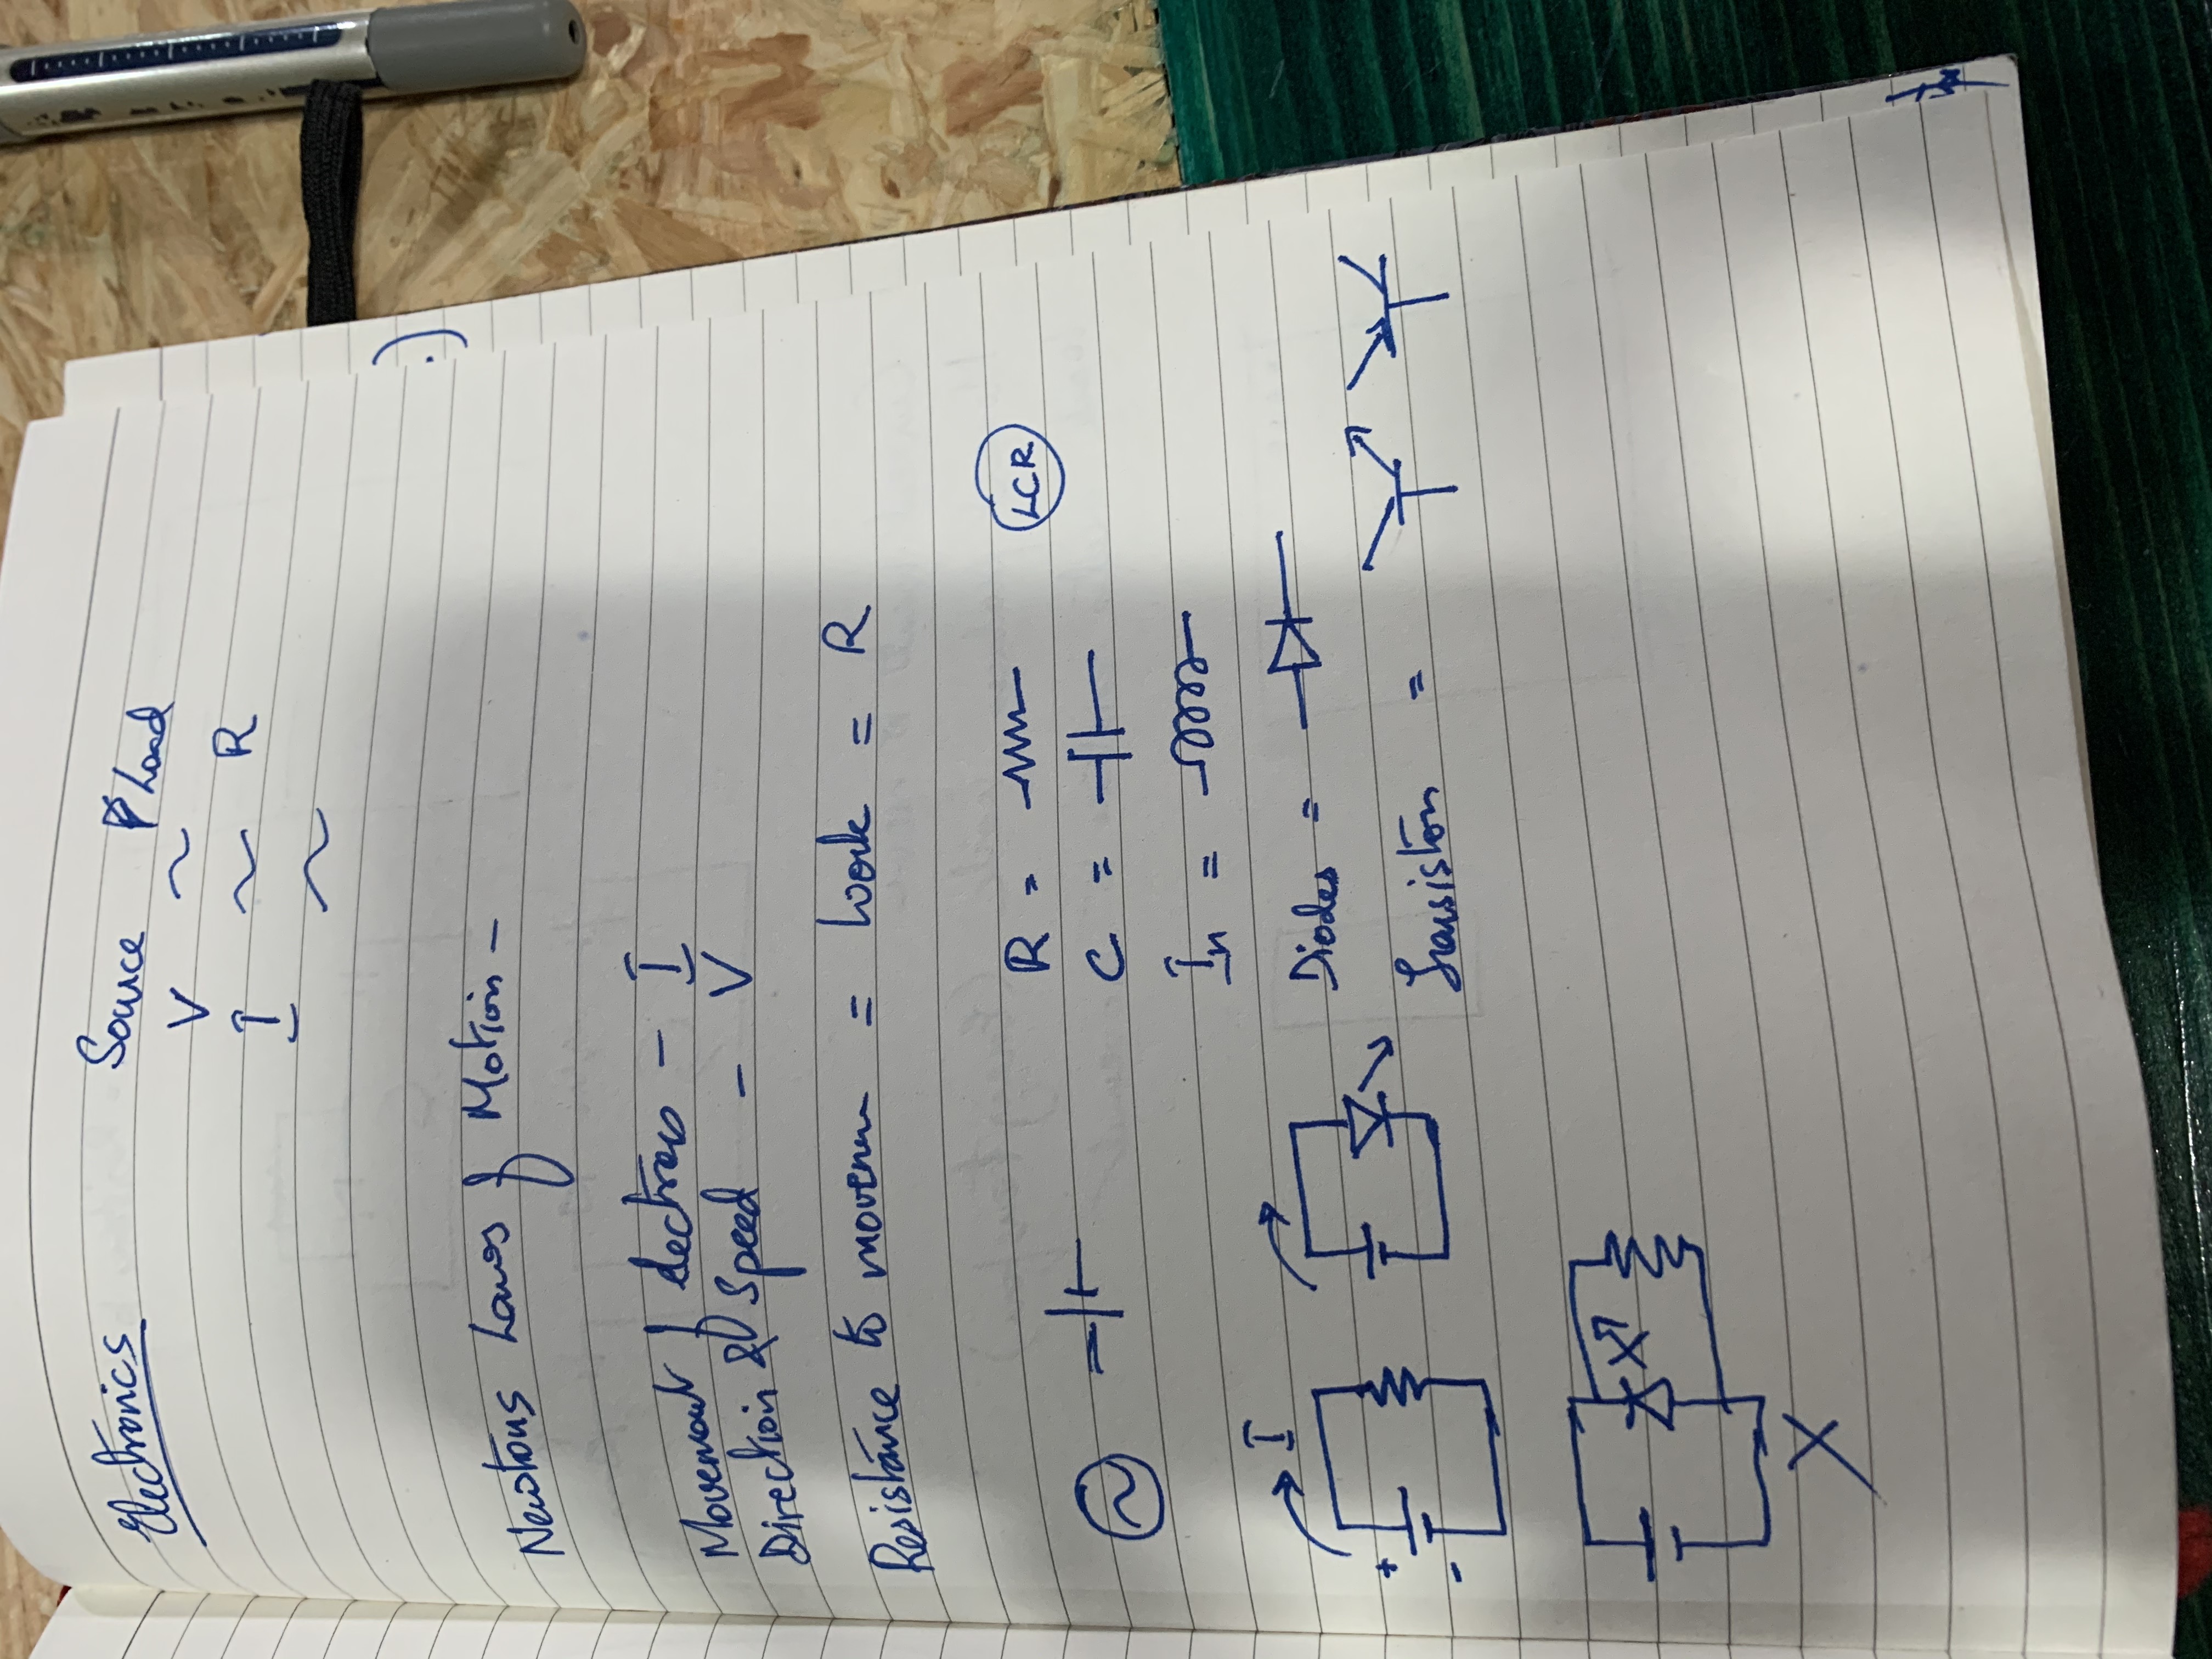 Electronics
Source Load
V ~
I ~ R
~
Newtons Laws of Motion -
Movement of electrons - I
Direction & Speed - V
Resistance to movemen = Work = R
R = LCR
C =
In =
I
Diodes =
+
-
Transistors =
X
X